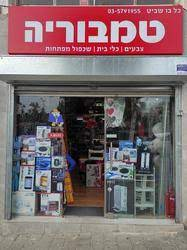 כל בו שביט 03-5791955
טמבוריה
צבעים | כלי בית | שכפול מפתחות